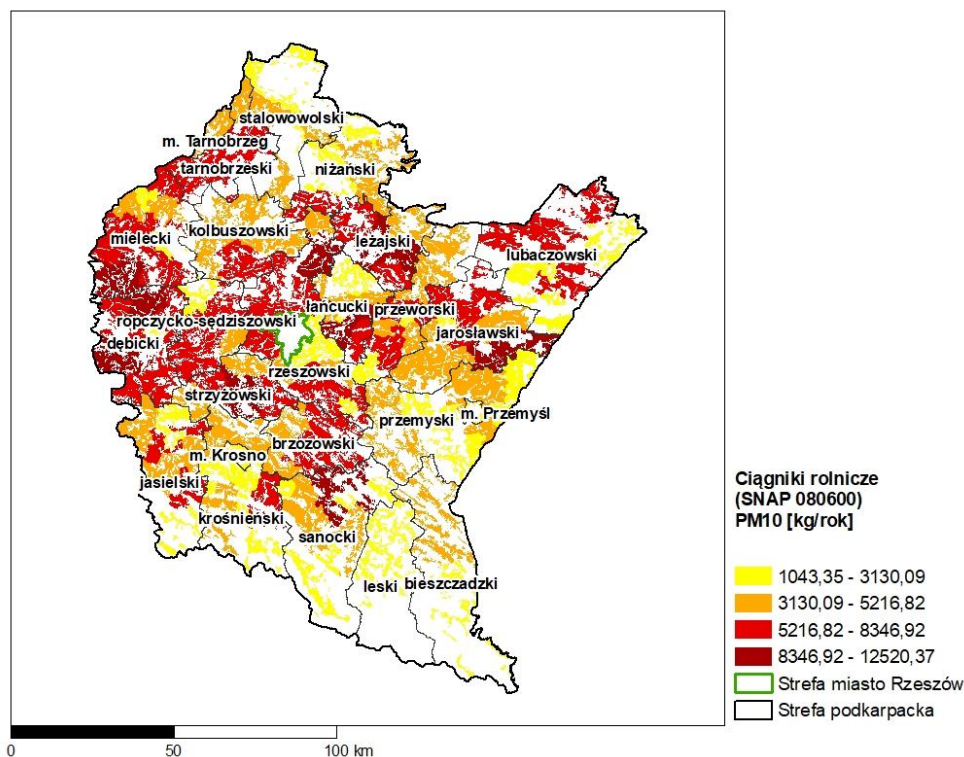 stalowowolski
m. Tarnobrzeg
tarnobrzeski
niżański
kolbuszowski
mielecki
leżajski
lubaczowski
łańcucki
przeworski
ropczycko-sędziszowski
jarosławski
dębicki
rzeszowski
strzyżowski
przemyski
m. Przemyśl
brzozowski
m. Krosno
jasielski
krośnieński
sanocki
leski
bieszczadzki
Ciągniki rolnicze
(SNAP 080600)
PM10 [kg/rok]
1043,35 - 3130,09
3130,09 - 5216,82
5216,82 - 8346,92
8346,92 - 12520,37
Strefa miasto Rzeszów
Strefa podkarpacka
0 50 100 km